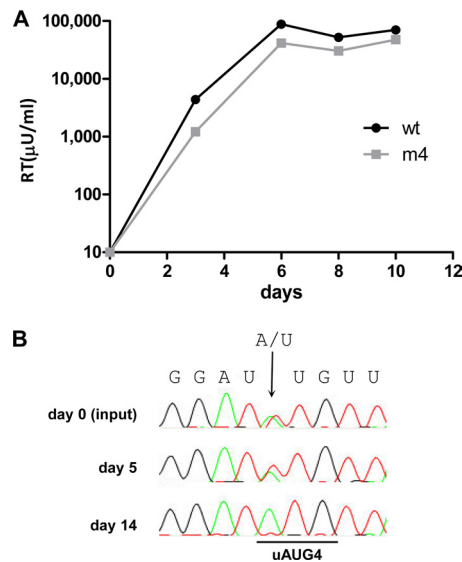 A
100,000
10,000
1,000
100
10
RT(μU/ml)
wt
m4
0 2 4 6 8 10 12
days
B
A/U
G G A U U G U U
day 0 (input)
day 5
day 14
uAUG4